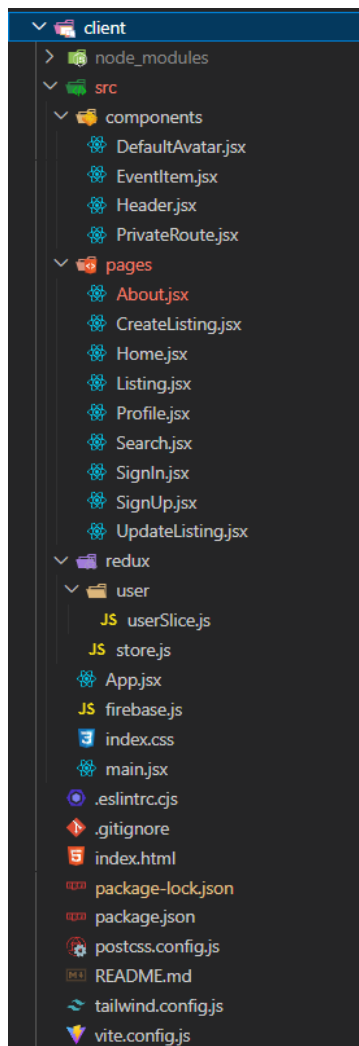 client
node_modules
src
components
DefaultAvatar.jsx
EventItem.jsx
Header.jsx
PrivateRoute.jsx
pages
About.jsx
CreateListing.jsx
Home.jsx
Listing.jsx
Profile.jsx
Search.jsx
SignIn.jsx
SignUp.jsx
UpdateListing.jsx
redux
user
JS userSlice.js
JS store.js
App.jsx
JS firebase.js
index.css
main.jsx
.eslintrc.cjs
.gitignore
index.html
package-lock.json
package.json
postcss.config.js
README.md
tailwind.config.js
vite.config.js